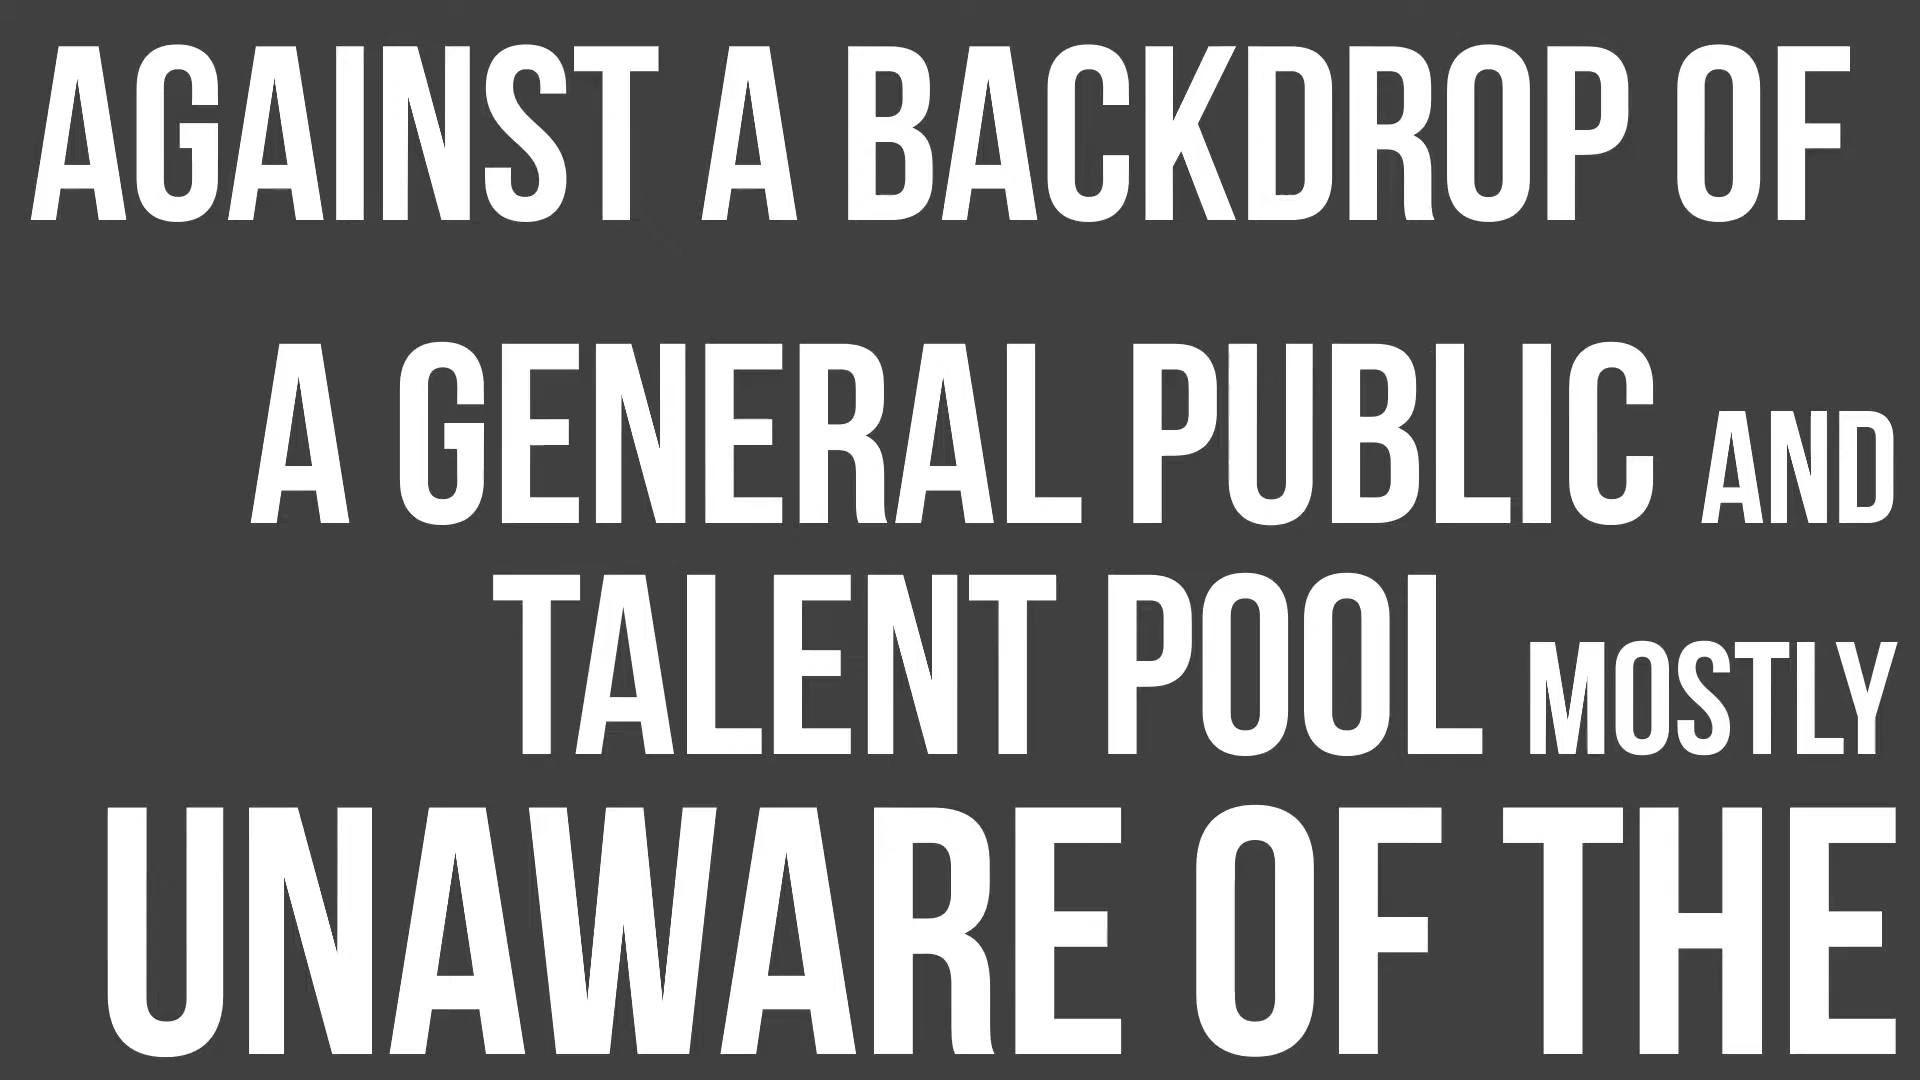 AGAINST A BACKDROP OF
A GENERAL PUBLIC AND
TALENT POOL MOSTLY
UNAWARE OF THE